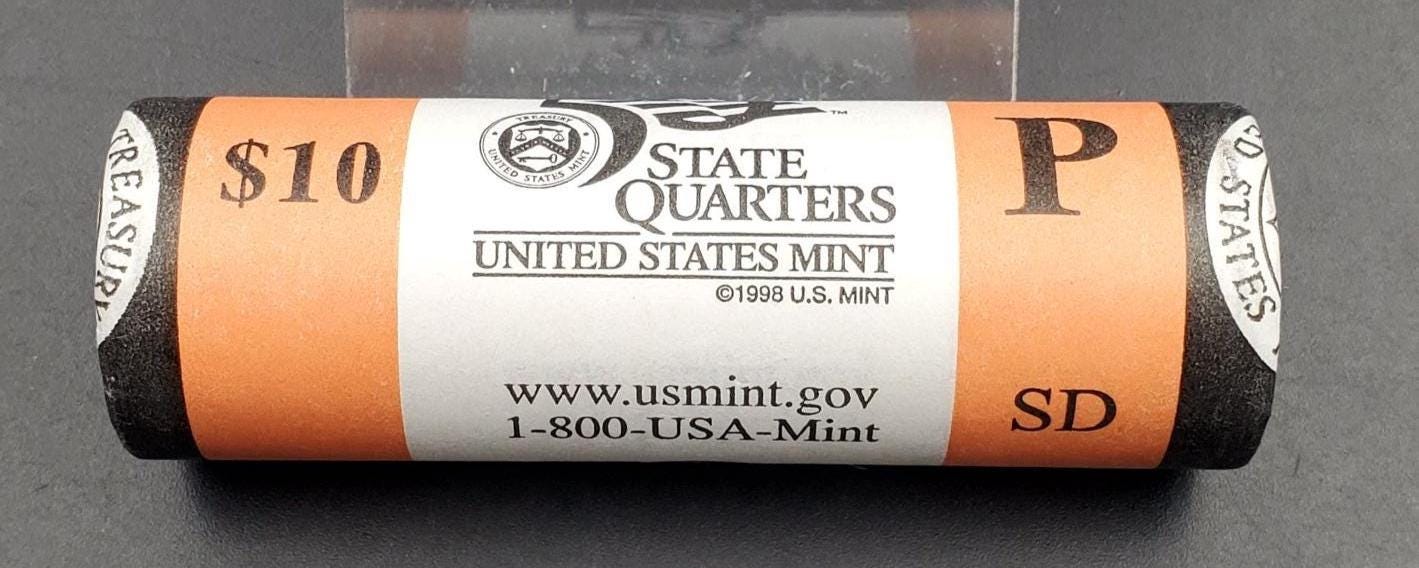 TREASURY
$10
TREASURY
UNITED STATES MINT
™
STATE
QUARTERS
UNITED STATES MINT
©1998 U.S. MINT
www.usmint.gov
1-800-USA-Mint
P
SD
STATES